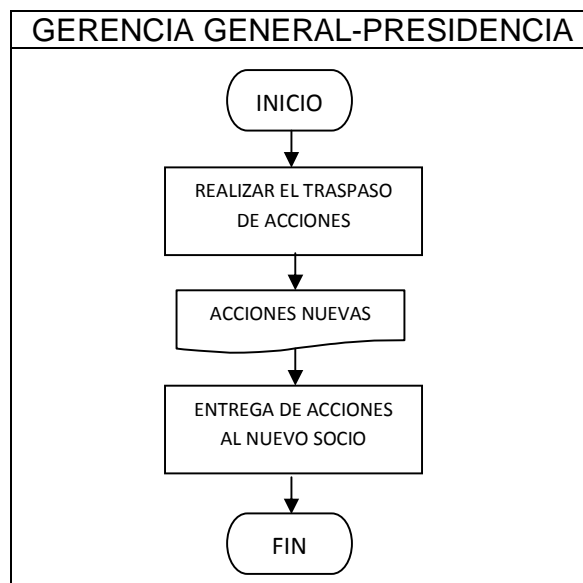 GERENCIA GENERAL-PRESIDENCIA
INICIO
REALIZAR EL TRASPASO
DE ACCIONES
ACCIONES NUEVAS
ENTREGA DE ACCIONES
AL NUEVO SOCIO
FIN